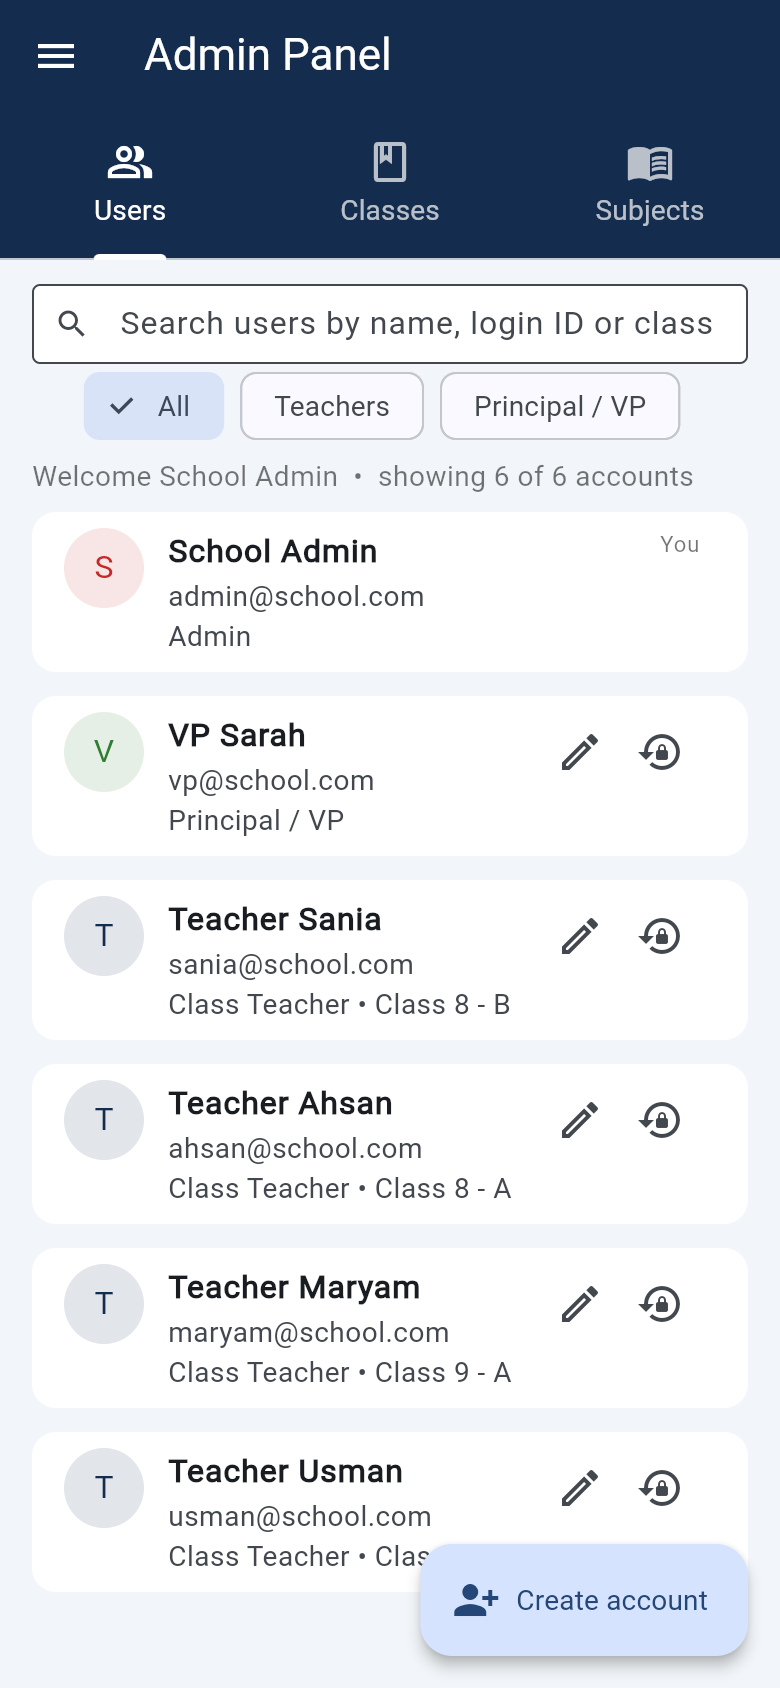 Admin Panel
Users
Classes
Subjects
Search users by name, login ID or class
All
Teachers
Principal / VP
Welcome School Admin • showing 6 of 6 accounts
S
School Admin
You
admin@school.com
Admin
V
VP Sarah
vp@school.com
Principal / VP
T
Teacher Sania
sania@school.com
Class Teacher • Class 8 - B
T
Teacher Ahsan
ahsan@school.com
Class Teacher • Class 8 - A
T
Teacher Maryam
maryam@school.com
Class Teacher • Class 9 - A
T
Teacher Usman
usman@school.com
Class Teacher •
Create account